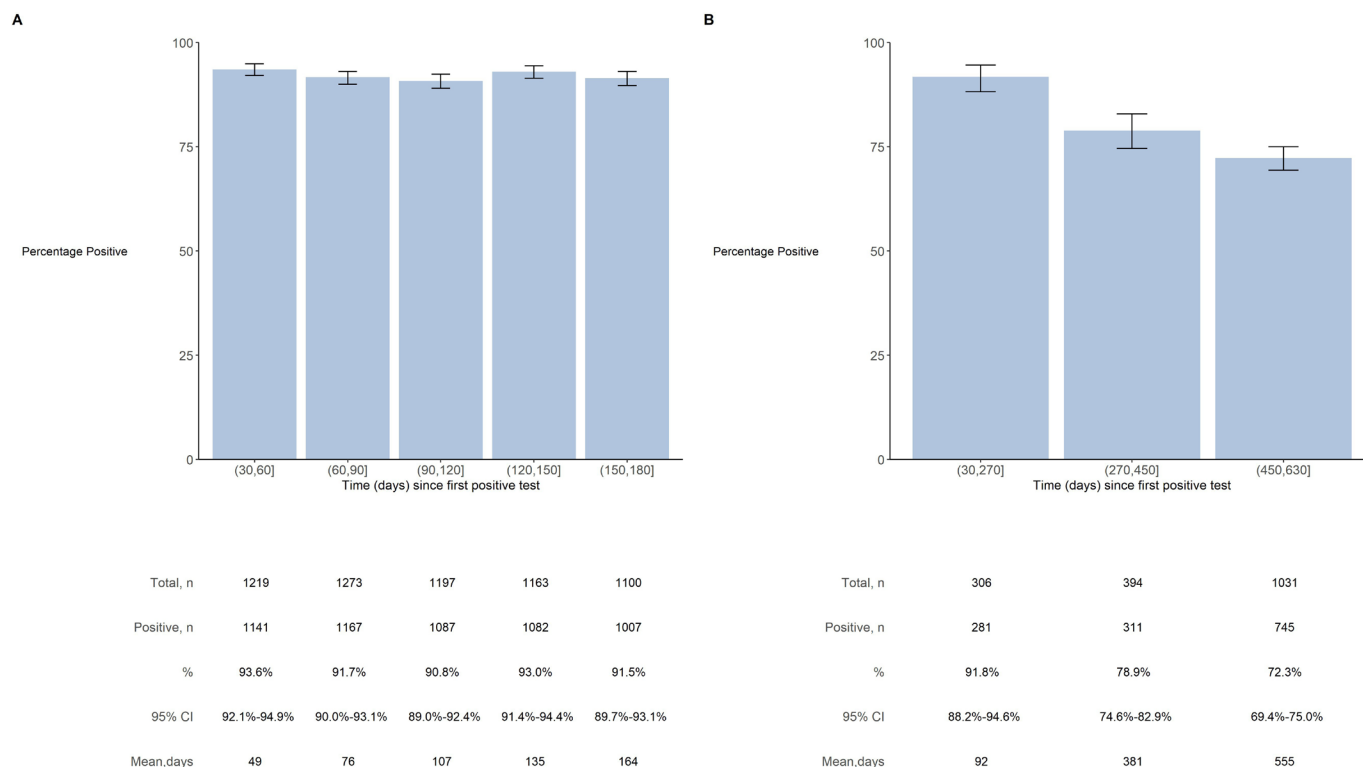 A
100
75
Percentage Positive
50
25
0
(30,60] (60,90] (90,120] (120,150] (150,180]
Time (days) since first positive test
Total, n 1219 1273 1197 1163 1100
Positive, n 1141 1167 1087 1082 1007
% 93.6% 91.7% 90.8% 93.0% 91.5%
95% CI 92.1%-94.9% 90.0%-93.1% 89.0%-92.4% 91.4%-94.4% 89.7%-93.1%
Mean,days 49 76 107 135 164
B
100
75
Percentage Positive
50
25
0
(30,270] (270,450] (450,630]
Time (days) since first positive test
Total, n 306 394 1031
Positive, n 281 311 745
% 91.8% 78.9% 72.3%
95% CI 88.2%-94.6% 74.6%-82.9% 69.4%-75.0%
Mean,days 92 381 555